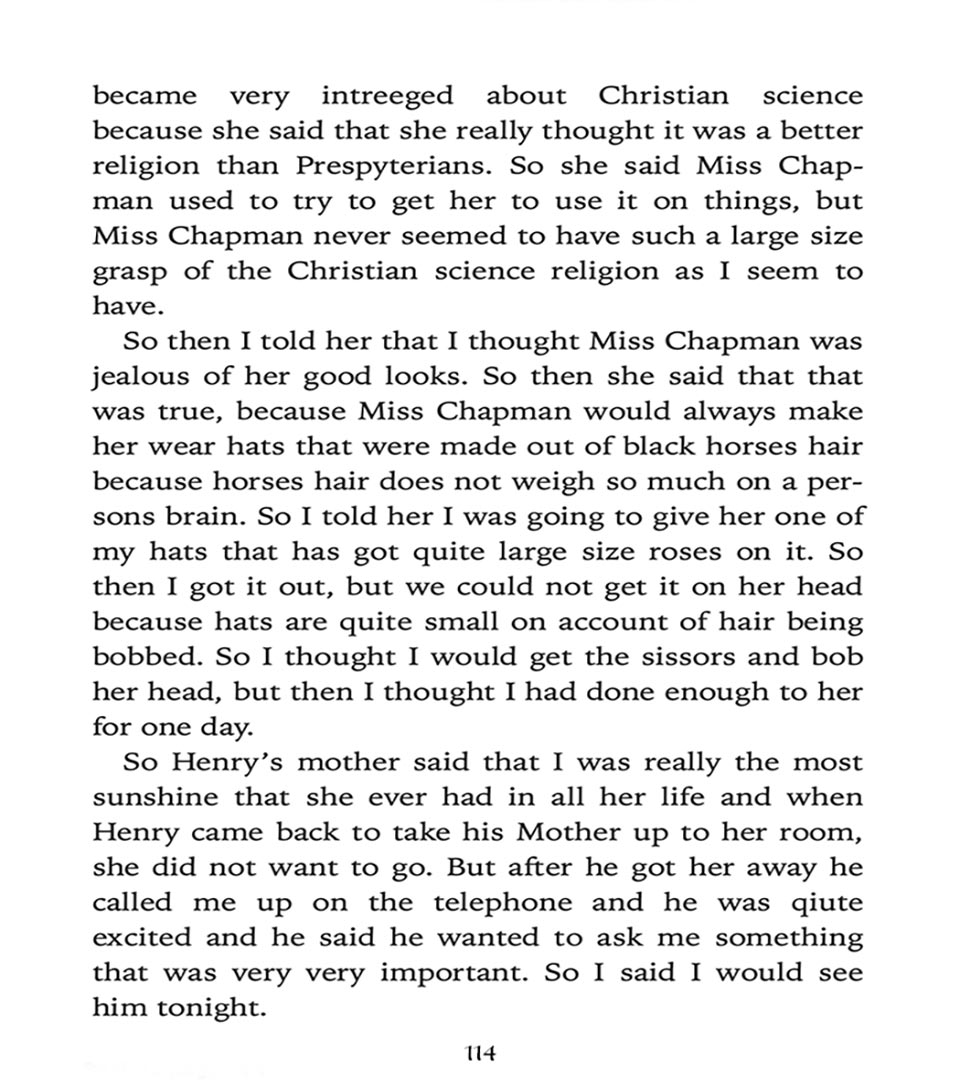 became very intreeged about Christian science
because she said that she really thought it was a better
religion than Prespyterians. So she said Miss Chap-
man used to try to get her to use it on things, but
Miss Chapman never seemed to have such a large size
grasp of the Christian science religion as I seem to
have.
So then I told her that I thought Miss Chapman was
jealous of her good looks. So then she said that that
was true, because Miss Chapman would always make
her wear hats that were made out of black horses hair
because horses hair does not weigh so much on a per-
sons brain. So I told her I was going to give her one of
my hats that has got quite large size roses on it. So
then I got it out, but we could not get it on her head
because hats are quite small on account of hair being
bobbed. So I thought I would get the sissors and bob
her head, but then I thought I had done enough to her
for one day.
So Henry’s mother said that I was really the most
sunshine that she ever had in all her life and when
Henry came back to take his Mother up to her room,
she did not want to go. But after he got her away he
called me up on the telephone and he was qiute
excited and he said he wanted to ask me something
that was very very important. So I said I would see
him tonight.
114